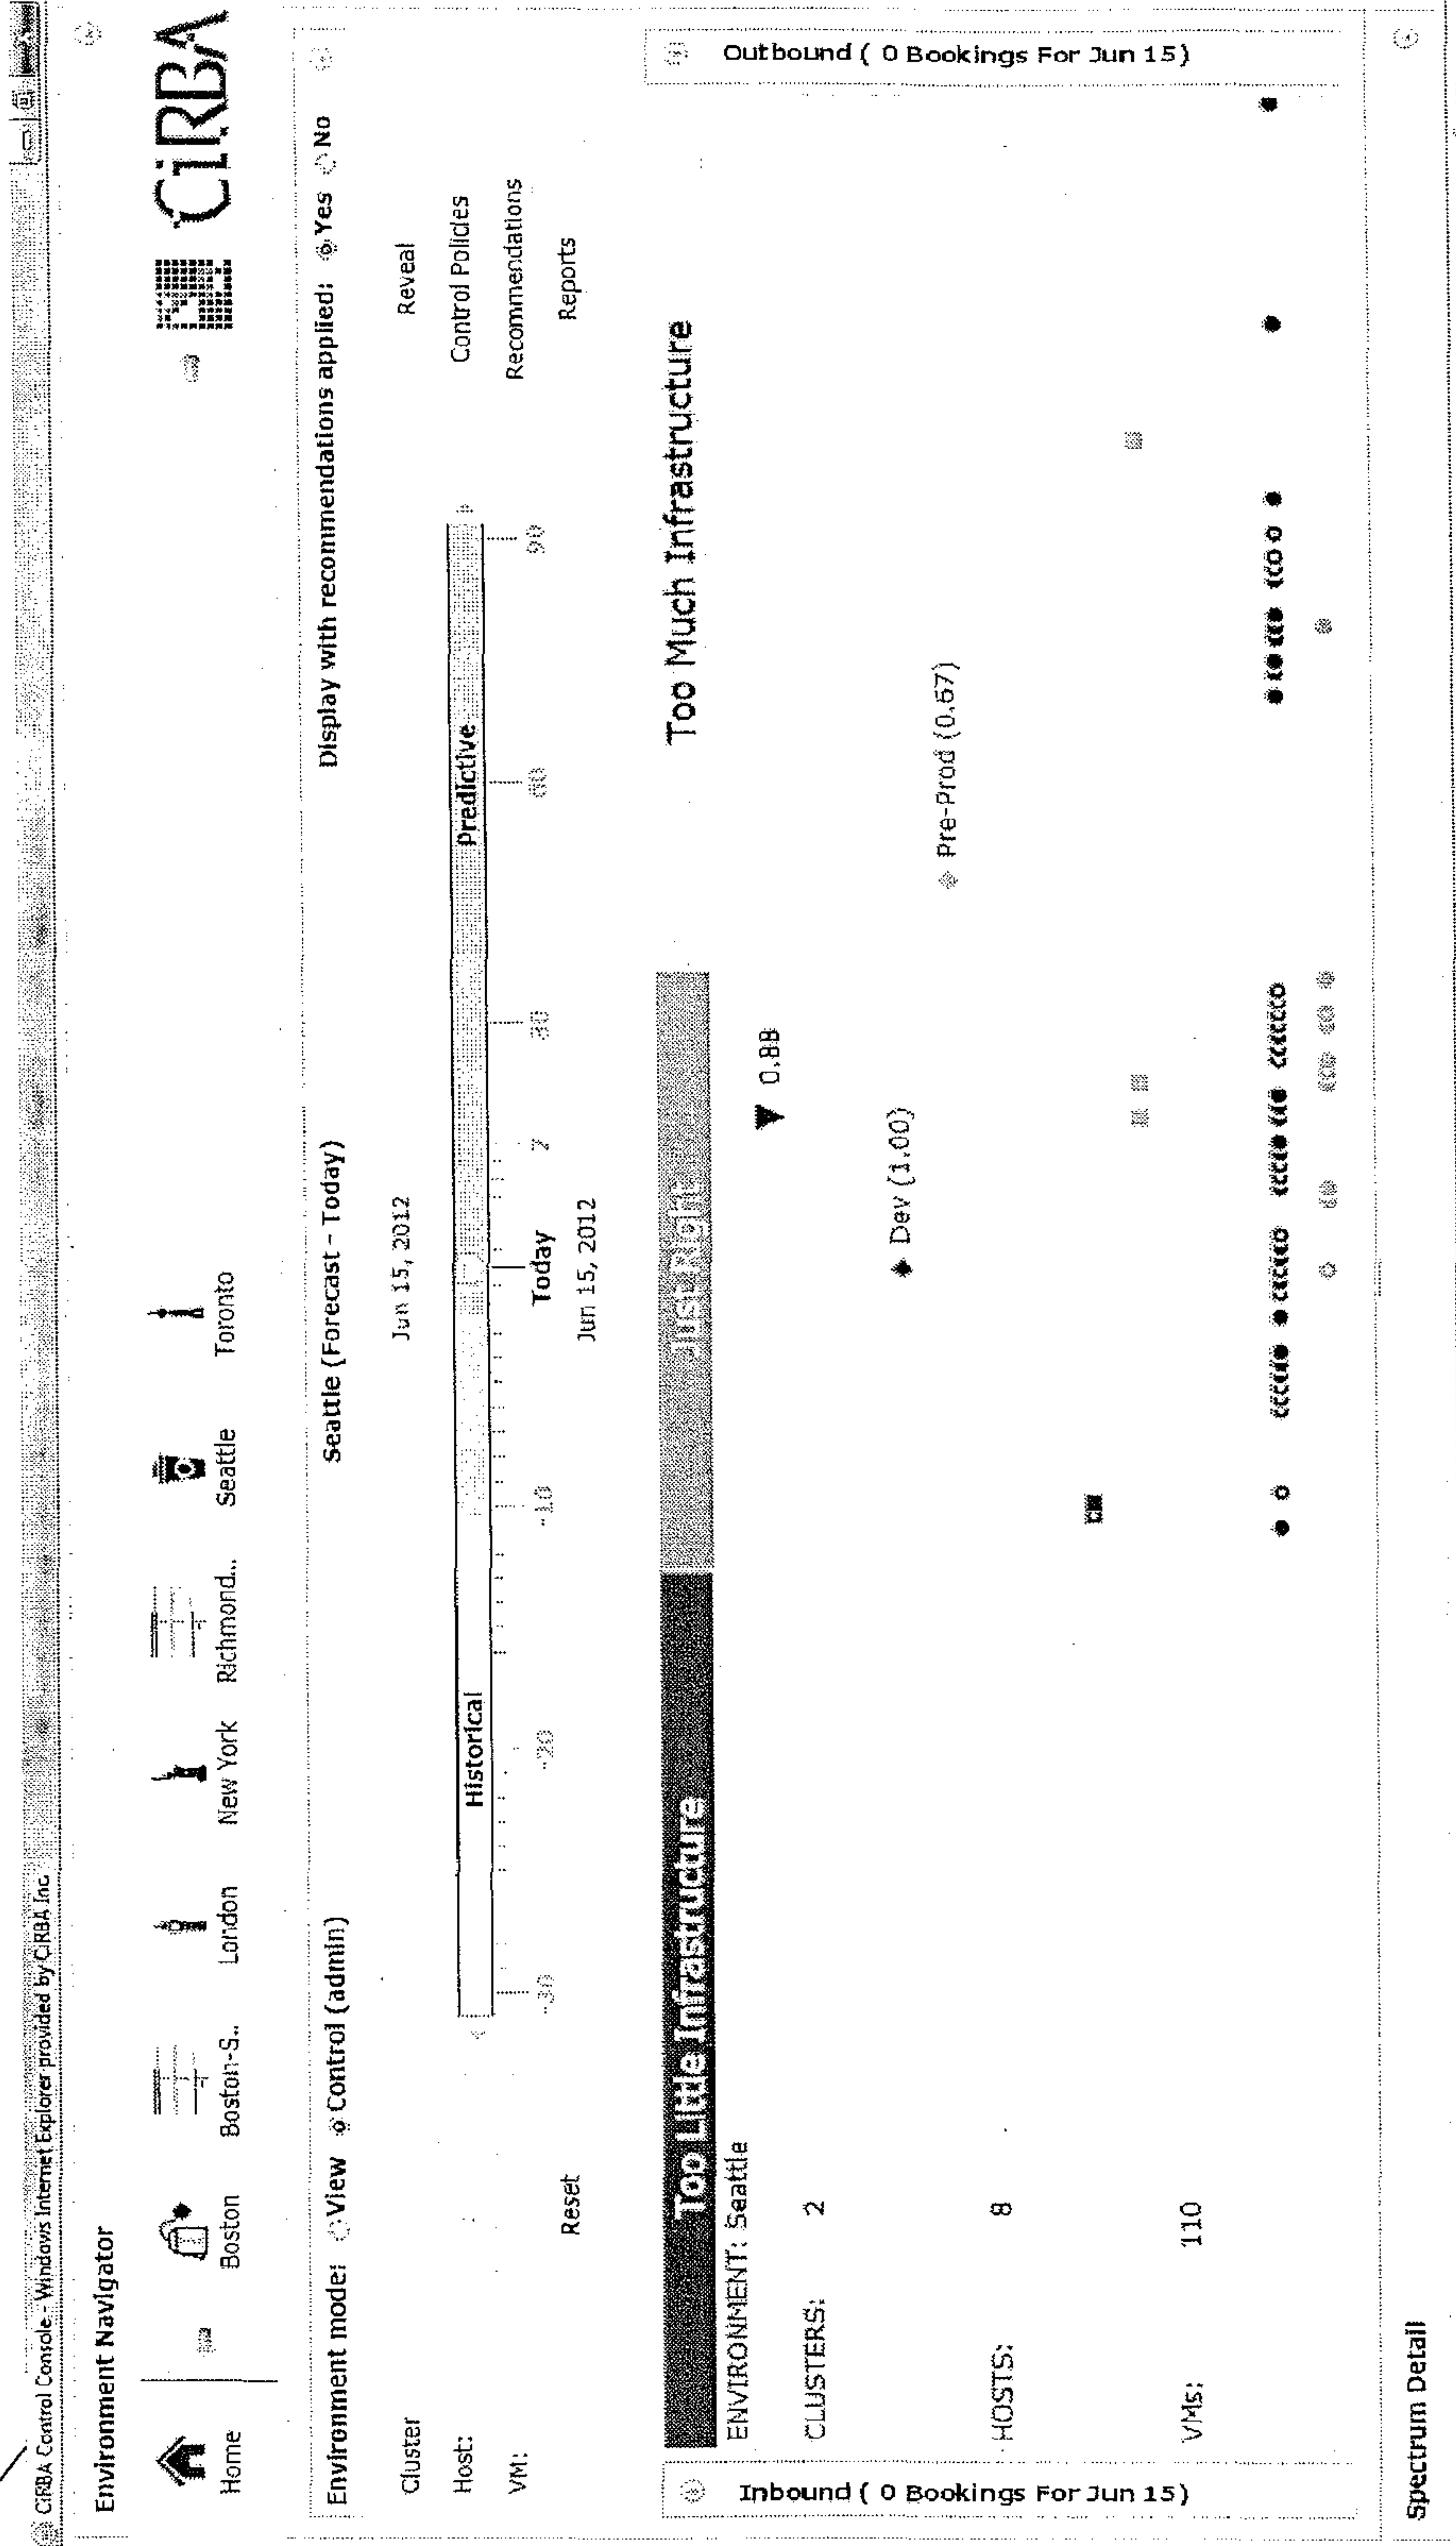 CiRBA Control Console - Windows Internet Explorer provided by CiRBA Inc.
Environment Navigator
Home
Boston
Boston-S..
London
New York
Richmond...
Seattle
Toronto
CiRBA
Environment mode: View Control (admin)
Seattle (Forecast - Today)
Display with recommendations applied: Yes No
Cluster
Host:
VM:
Reset
Jun 15, 2012
Historical
Predictive
-30
-20
-10
Today
7
30
60
90
Jun 15, 2012
Reveal
Control Policies
Recommendations
Reports
Inbound ( 0 Bookings For Jun 15)
Too Little Infrastructure
Just Right
Too Much Infrastructure
Outbound ( 0 Bookings For Jun 15)
ENVIRONMENT: Seattle
0.88
CLUSTERS: 2
Dev (1.00)
Pre-Prod (0.67)
HOSTS: 8
VMs: 110
Spectrum Detail